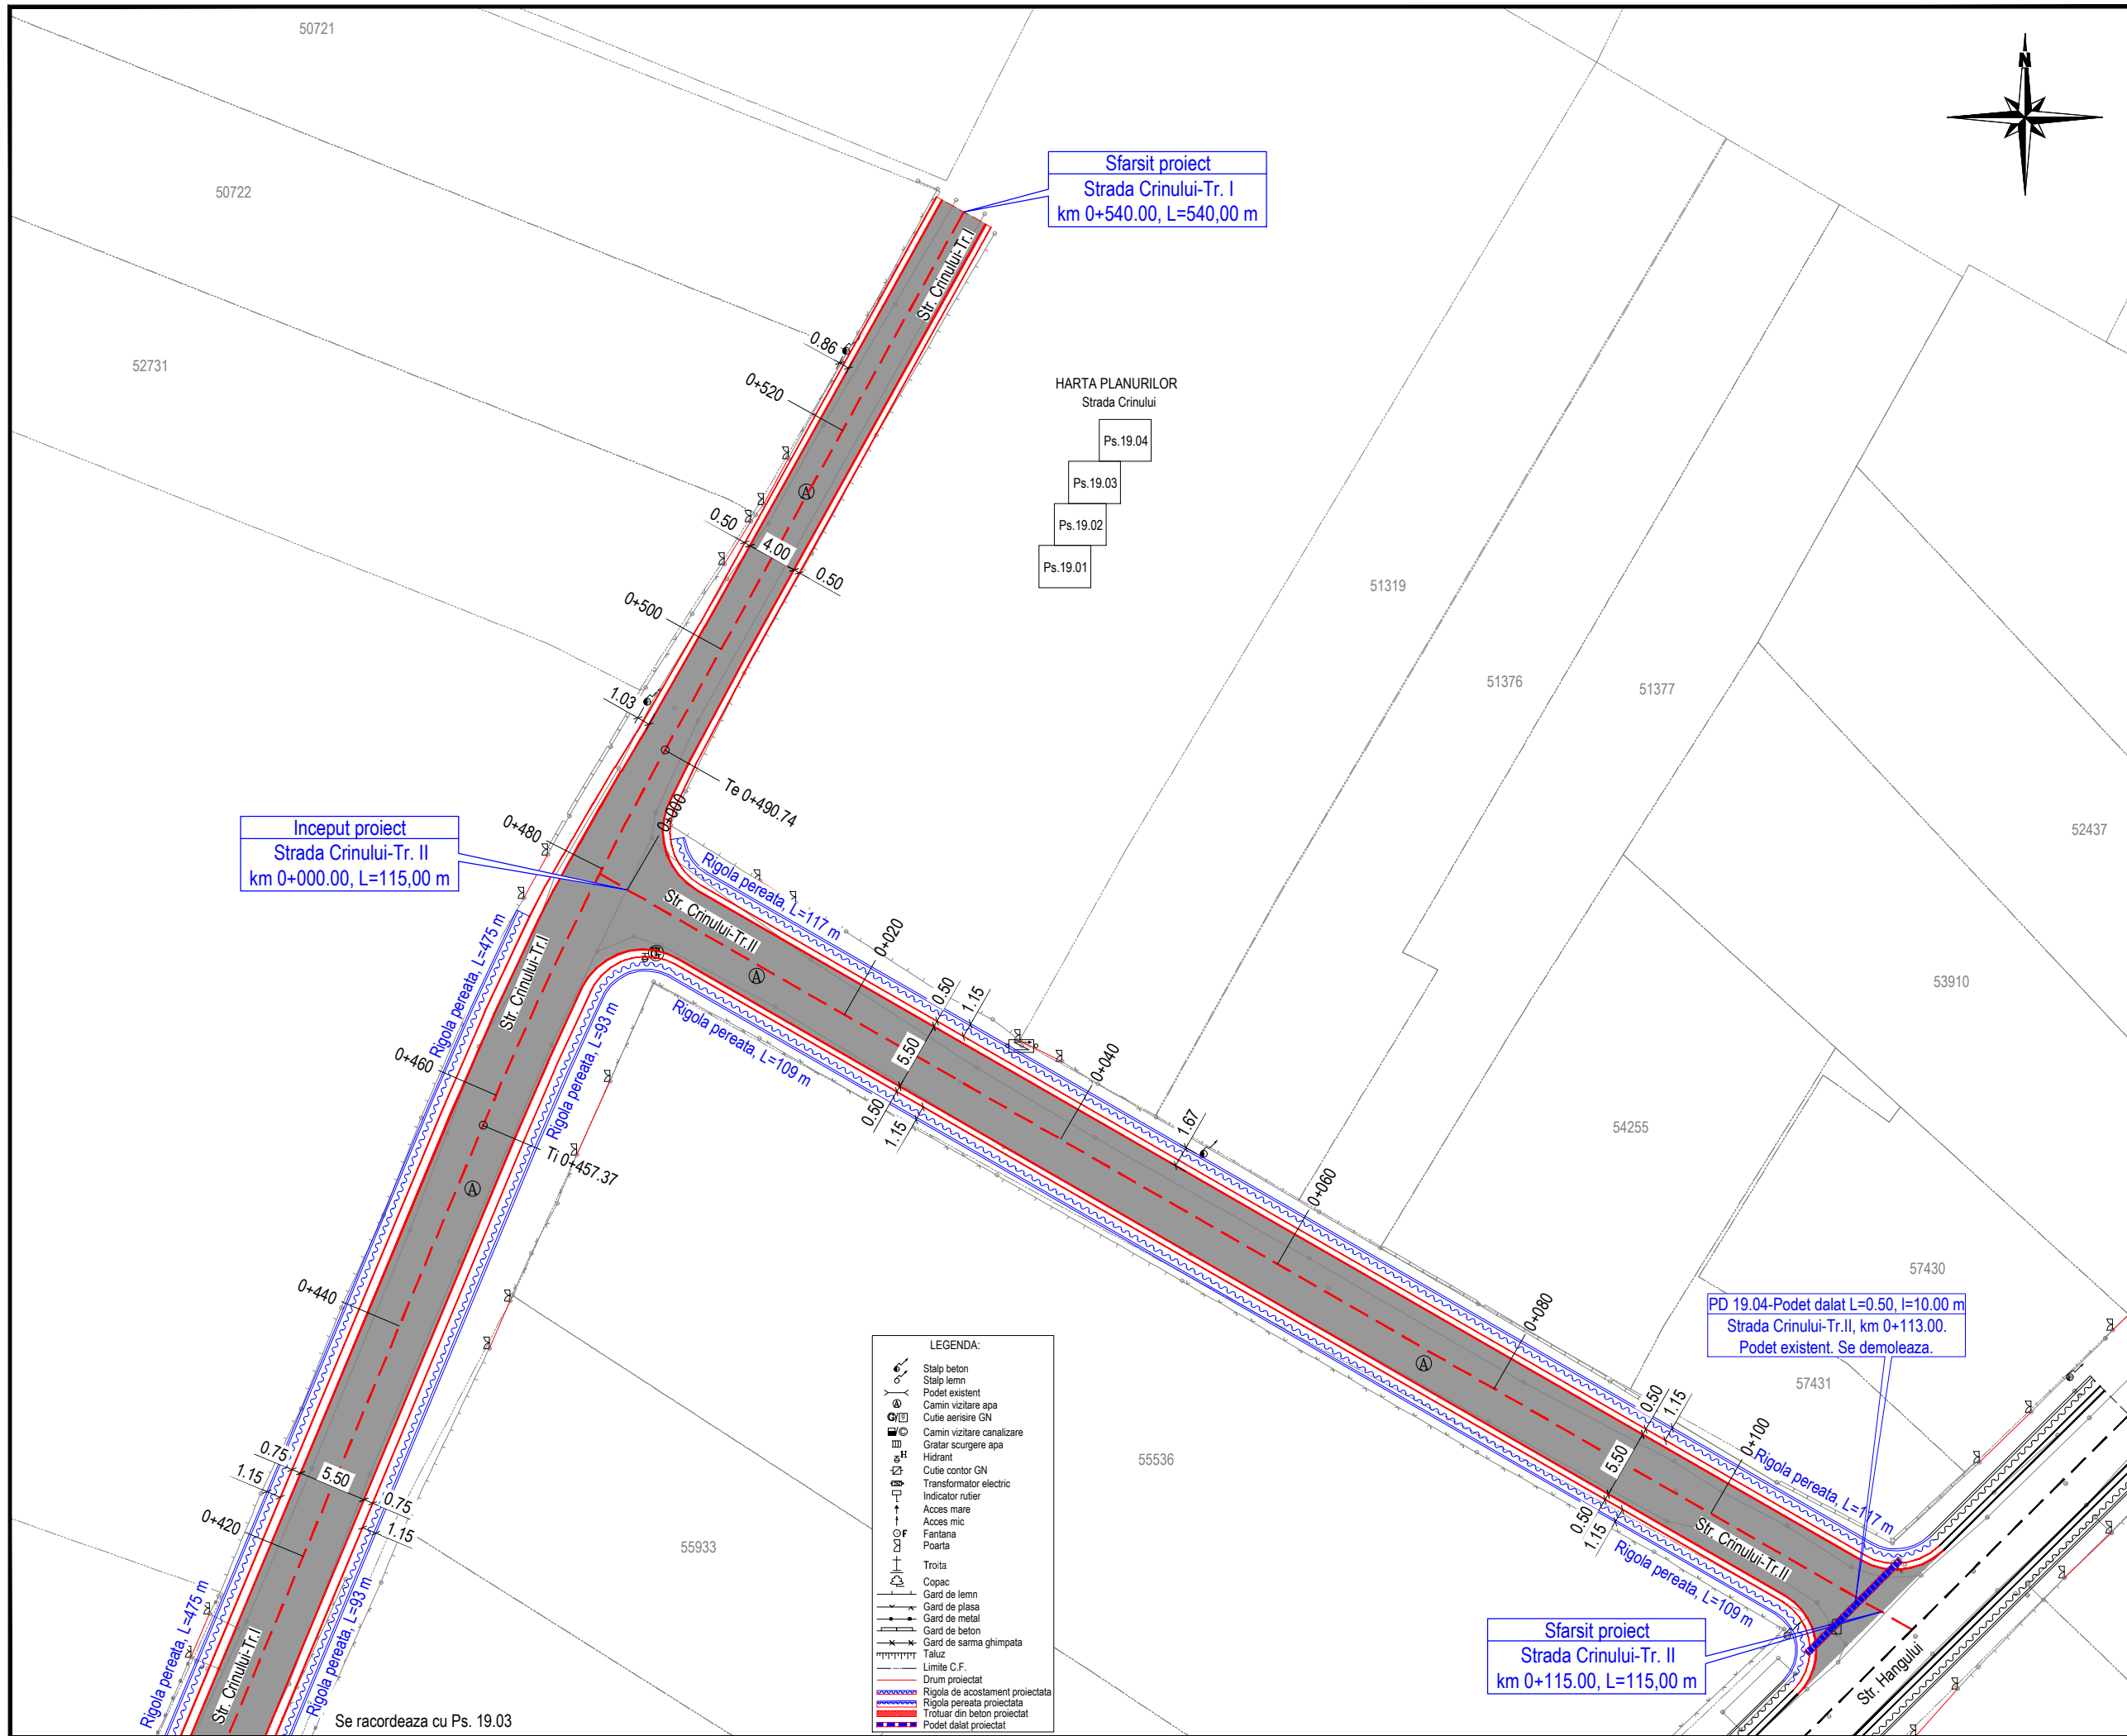 50721
N
Sfarsit proiect
Strada Crinului-Tr. I
km 0+540.00, L=540,00 m
50722
Str. Crinului-Tr.I
0.86
52731
0+520
HARTA PLANURILOR
Strada Crinului
Ps.19.04
Ps.19.03
Ps.19.02
Ps.19.01
A
0.50
4.00
0.50
51319
0+500
51376
51377
1.03
Te 0+490.74
0+000
52437
Inceput proiect
Strada Crinului-Tr. II
km 0+000.00, L=115,00 m
0+480
Rigola pereata, L=117 m
Str. Crinului-Tr.II
0+020
Rigola pereata, L=475 m
Str. Crinului-Tr.I
A
53910
0.50
1.15
Rigola pereata, L=93 m
Rigola pereata, L=109 m
5.50
0+040
0+460
0.50
1.15
1.67
54255
Ti 0+457.37
A
0+060
57430
0+440
0+080
PD 19.04-Podet dalat L=0.50, l=10.00 m
Strada Crinului-Tr.II, km 0+113.00.
Podet existent. Se demoleaza.
A
57431
LEGENDA:
Stalp beton
Stalp lemn
Podet existent
A Camin vizitare apa
Cutie aerisire GN
Camin vizitare canalizare
Gratar scurgere apa
H Hidrant
Cutie contor GN
Transformator electric
Indicator rutier
Acces mare
Acces mic
F Fantana
Poarta
Troita
Copac
Gard de lemn
Gard de plasa
Gard de metal
Gard de beton
Gard de sarma ghimpata
Taluz
Limite C.F.
Drum proiectat
Rigola de acostament proiectata
Rigola pereata proiectata
Trotuar din beton proiectat
Podet dalat proiectat
0.50
1.15
0+100
Rigola pereata, L=117 m
5.50
55536
0.75
1.15
5.50
0.75
1.15
0+420
0.50
1.15
Str. Crinului-Tr.II
Rigola pereata, L=109 m
55933
Rigola pereata, L=475 m
Rigola pereata, L=93 m
Str. Crinului-Tr.I
Sfarsit proiect
Strada Crinului-Tr. II
km 0+115.00, L=115,00 m
Str. Hangului
Se racordeaza cu Ps. 19.03